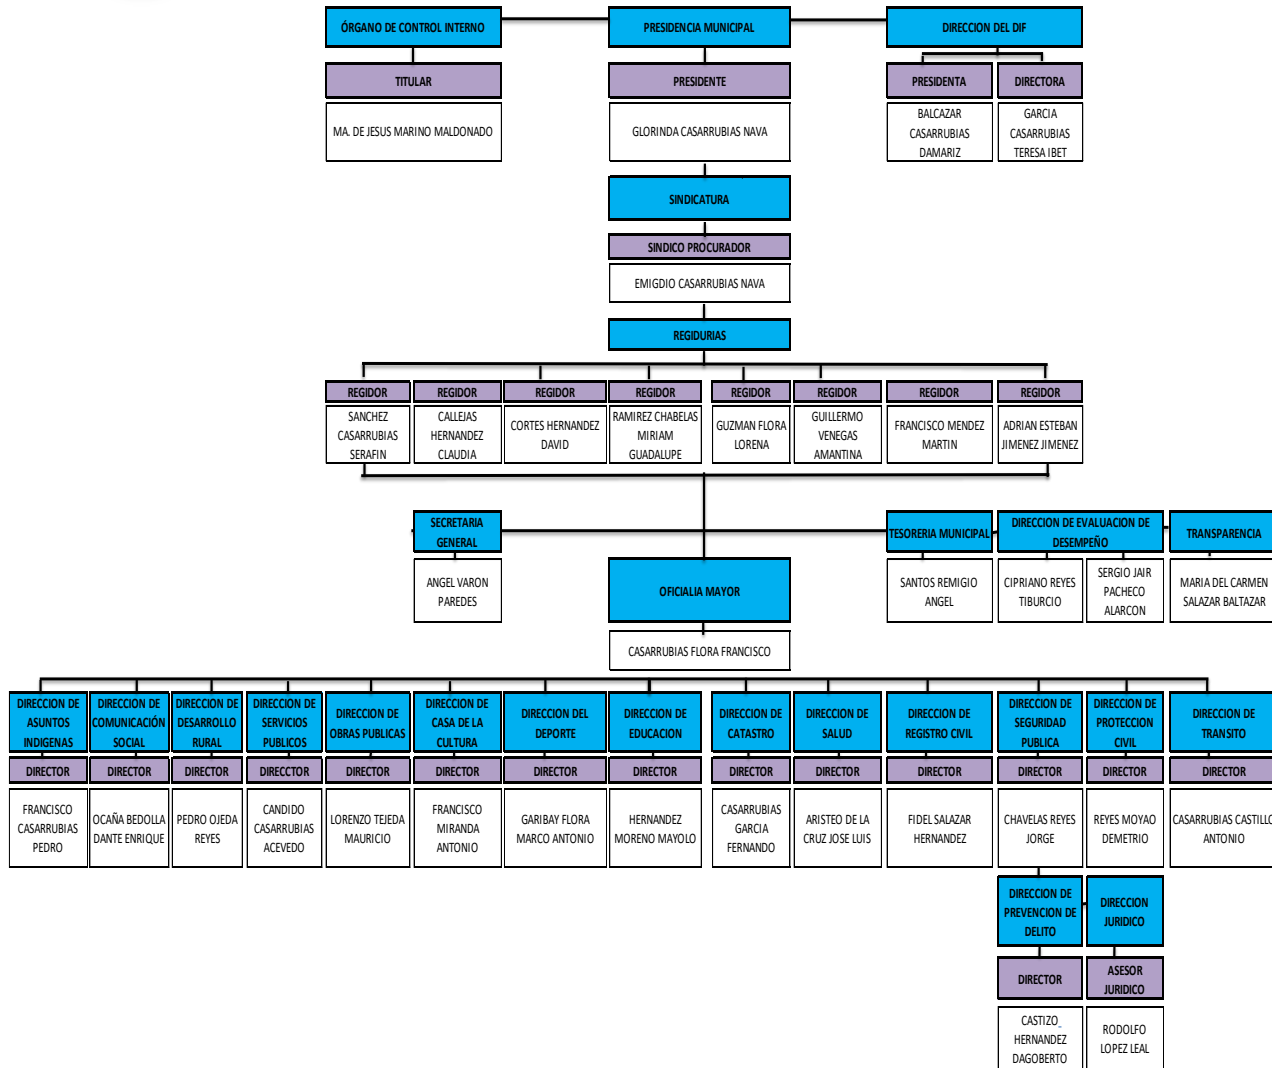 ÓRGANO DE CONTROL INTERNO
PRESIDENCIA MUNICIPAL
DIRECCION DEL DIF
TITULAR
PRESIDENTE
PRESIDENTA
DIRECTORA
MA. DE JESUS MARINO MALDONADO
GLORINDA CASARRUBIAS NAVA
BALCAZAR
CASARRUBIAS
DAMARIZ
GARCIA
CASARRUBIAS
TERESA IBET
SINDICATURA
SINDICO PROCURADOR
EMIGDIO CASARRUBIAS NAVA
REGIDURIAS
REGIDOR
SANCHEZ
CASARRUBIAS
SERAFIN
REGIDOR
CALLEJAS
HERNANDEZ
CLAUDIA
REGIDOR
CORTES HERNANDEZ
DAVID
REGIDOR
RAMIREZ CHABELAS
MIRIAM
GUADALUPE
REGIDOR
GUZMAN FLORA
LORENA
REGIDOR
GUILLERMO
VENEGAS
AMANTINA
REGIDOR
FRANCISCO MENDEZ
MARTIN
REGIDOR
ADRIAN ESTEBAN
JIMENEZ JIMENEZ
SECRETARIA
GENERAL
ANGEL VARON
PAREDES
TESORERIA MUNICIPAL
SANTOS REMIGIO
ANGEL
DIRECCION DE EVALUACION DE
DESEMPEÑO
CIPRIANO REYES
TIBURCIO
SERGIO JAIR
PACHECO
ALARCON
TRANSPARENCIA
MARIA DEL CARMEN
SALAZAR BALTAZAR
OFICIALIA MAYOR
CASARRUBIAS FLORA FRANCISCO
DIRECCION DE
ASUNTOS
INDIGENAS
DIRECTOR
FRANCISCO
CASARRUBIAS
PEDRO
DIRECCION DE
COMUNICACIÓN
SOCIAL
DIRECTOR
OCAÑA BEDOLLA
DANTE ENRIQUE
DIRECCION DE
DESARROLLO
RURAL
DIRECTOR
PEDRO OJEDA
REYES
DIRECCION DE
SERVICIOS
PUBLICOS
DIRECCTOR
CANDIDO
CASARRUBIAS
ACEVEDO
DIRECCION DE
OBRAS PUBLICAS
DIRECTOR
LORENZO TEJEDA
MAURICIO
DIRECCION DE
CASA DE LA
CULTURA
DIRECTOR
FRANCISCO
MIRANDA
ANTONIO
DIRECCION DEL
DEPORTE
DIRECTOR
GARIBAY FLORA
MARCO ANTONIO
DIRECCION DE
EDUCACION
DIRECTOR
HERNANDEZ
MORENO MAYOLO
DIRECCION DE
CATASTRO
DIRECTOR
CASARRUBIAS
GARCIA
FERNANDO
DIRECCION DE
SALUD
DIRECTOR
ARISTEO DE LA
CRUZ JOSE LUIS
DIRECCION DE
REGISTRO CIVIL
DIRECTOR
FIDEL SALAZAR
HERNANDEZ
DIRECCION DE
SEGURIDAD
PUBLICA
DIRECTOR
CHAVELAS REYES
JORGE
DIRECCION DE
PROTECCION
CIVIL
DIRECTOR
REYES MOYAO
DEMETRIO
DIRECCION DE
TRANSITO
DIRECTOR
CASARRUBIAS CASTILLO
ANTONIO
DIRECCION DE
PREVENCION DE
DELITO
DIRECTOR
CASTIZO
HERNANDEZ
DAGOBERTO
DIRECCION
JURIDICO
ASESOR
JURIDICO
RODOLFO
LOPEZ LEAL